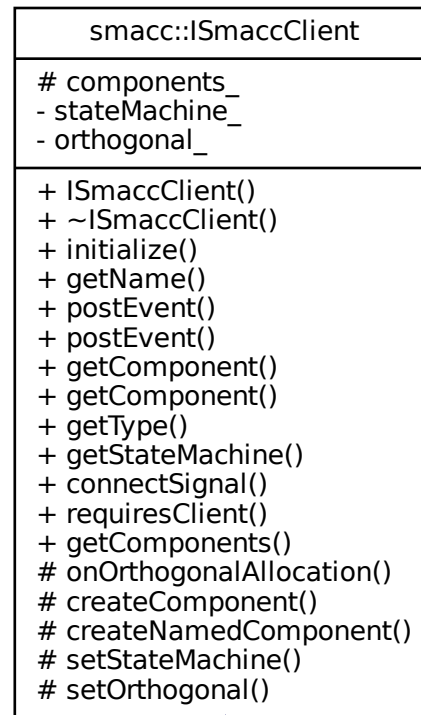 smacc::ISmaccClient
# components_
- stateMachine_
- orthogonal_
+ ISmaccClient()
+ ~ISmaccClient()
+ initialize()
+ getName()
+ postEvent()
+ postEvent()
+ getComponent()
+ getComponent()
+ getType()
+ getStateMachine()
+ connectSignal()
+ requiresClient()
+ getComponents()
# onOrthogonalAllocation()
# createComponent()
# createNamedComponent()
# setStateMachine()
# setOrthogonal()